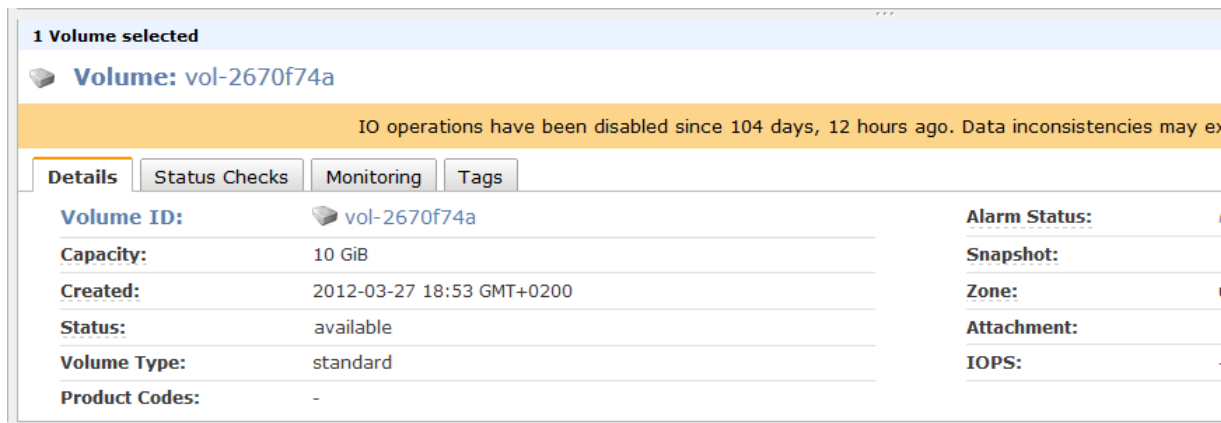 1 Volume selected
Volume: vol-2670f74a
IO operations have been disabled since 104 days, 12 hours ago. Data inconsistencies may
Details Status Checks Monitoring Tags
Volume ID: vol-2670f74a Alarm Status:
Capacity: 10 GiB Snapshot:
Created: 2012-03-27 18:53 GMT+0200 Zone:
Status: available Attachment:
Volume Type: standard IOPS: -
Product Codes: -